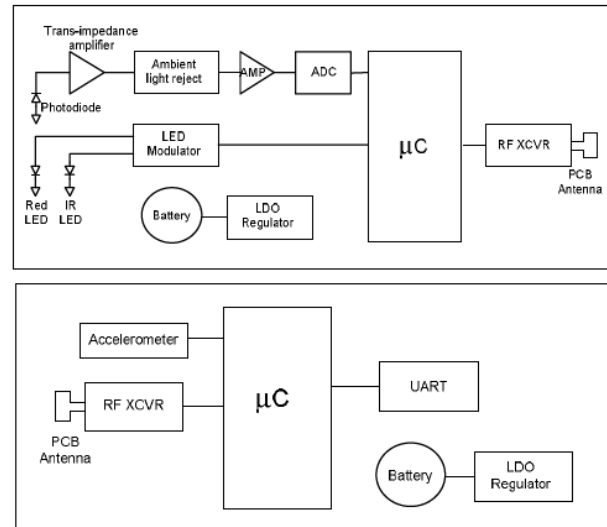 Trans-impedance
amplifier
Ambient
light reject
AMP
ADC
Photodiode
LED
Modulator
μC
RF XCVR
PCB
Antenna
Red
LED
IR
LED
Battery
LDO
Regulator
Accelerometer
μC
RF XCVR
UART
PCB
Antenna
Battery
LDO
Regulator